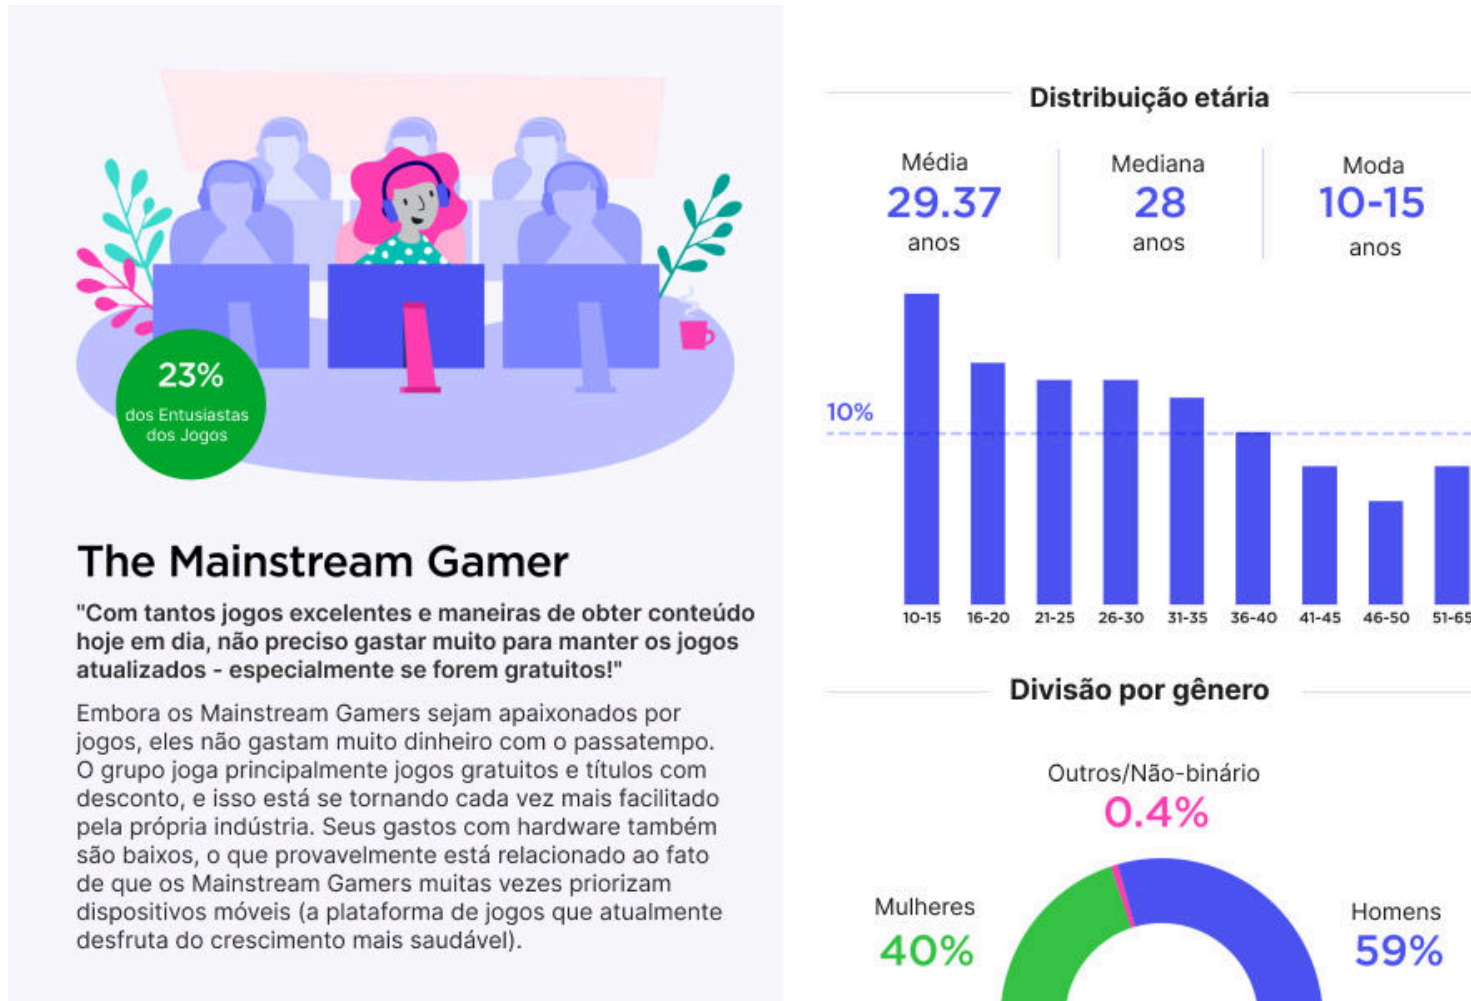 23%
dos Entusiastas
dos Jogos
The Mainstream Gamer
"Com tantos jogos excelentes e maneiras de obter conteúdo
hoje em dia, não preciso gastar muito para manter os jogos
atualizados - especialmente se forem gratuitos!"
Embora os Mainstream Gamers sejam apaixonados por
jogos, eles não gastam muito dinheiro com o passatempo.
O grupo joga principalmente jogos gratuitos e títulos com
desconto, e isso está se tornando cada vez mais facilitado
pela própria indústria. Seus gastos com hardware também
são baixos, o que provavelmente está relacionado ao fato
de que os Mainstream Gamers muitas vezes priorizam
dispositivos móveis (a plataforma de jogos que atualmente
desfruta do crescimento mais saudável).
Distribuição etária
Média
29.37
anos
Mediana
28
anos
Moda
10-15
anos
10%
10-15 16-20 21-25 26-30 31-35 36-40 41-45 46-50 51-65
Divisão por gênero
Outros/Não-binário
0.4%
Mulheres
40%
Homens
59%